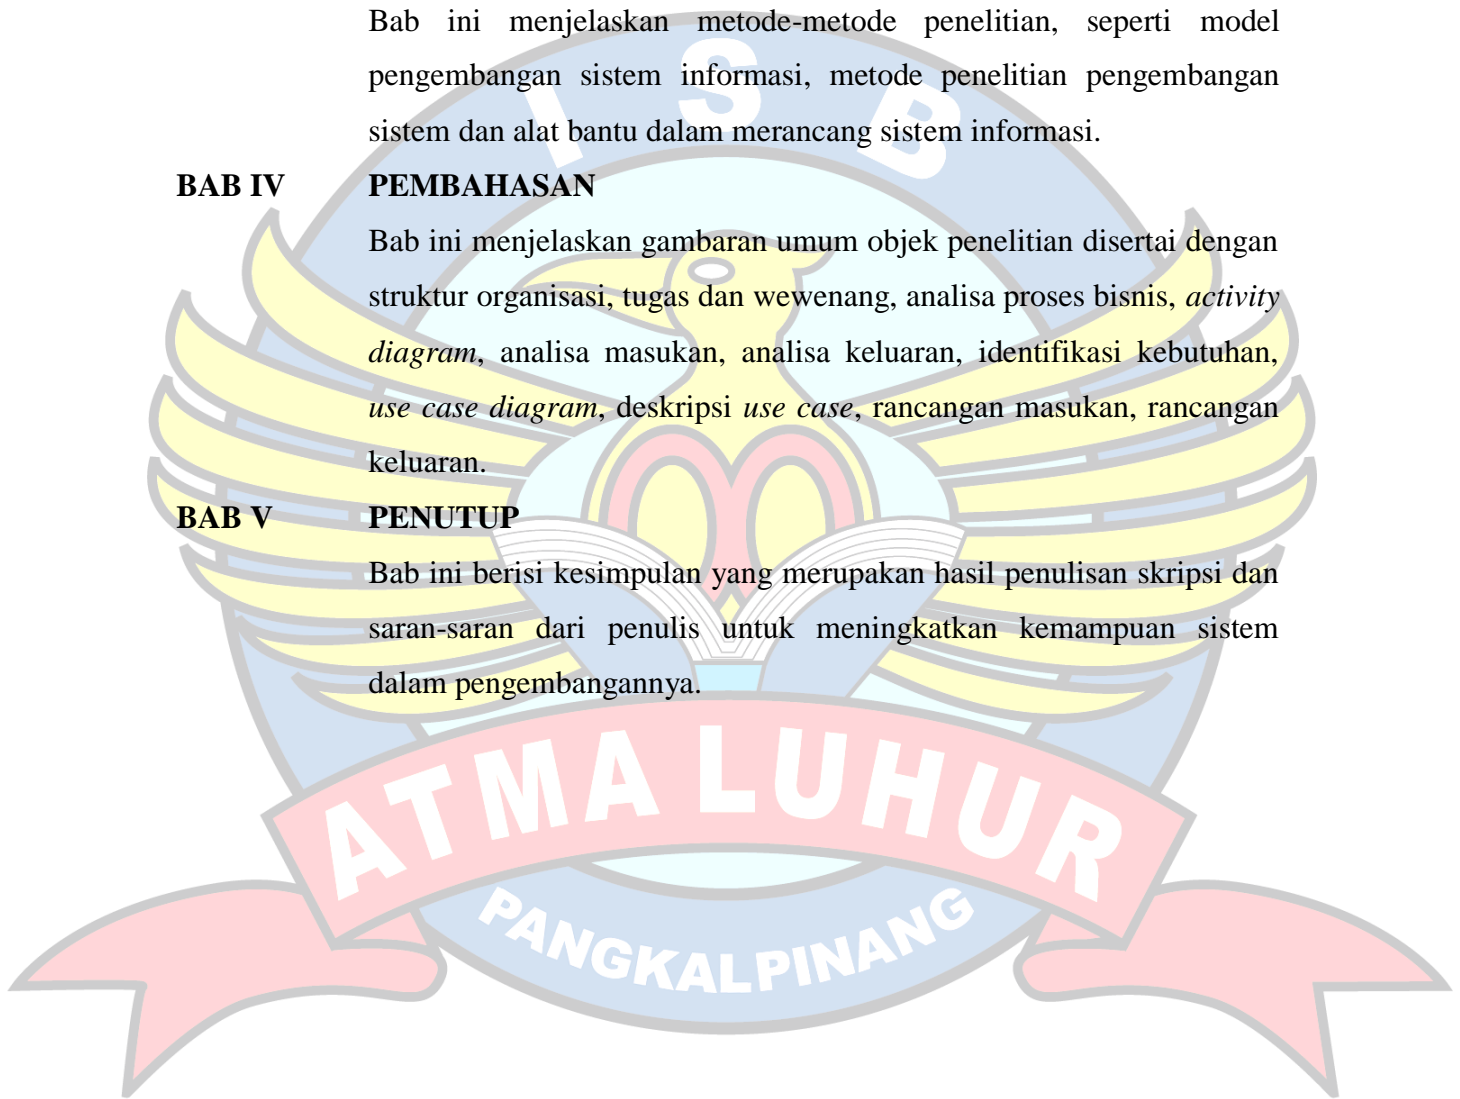 Bab ini menjelaskan metode-metode penelitian, seperti model
pengembangan sistem informasi, metode penelitian pengembangan
sistem dan alat bantu dalam merancang sistem informasi.
BAB IV PEMBAHASAN
Bab ini menjelaskan gambaran umum objek penelitian disertai dengan
struktur organisasi, tugas dan wewenang, analisa proses bisnis, activity
diagram, analisa masukan, analisa keluaran, identifikasi kebutuhan,
use case diagram, deskripsi use case, rancangan masukan, rancangan
keluaran.
BAB V PENUTUP
Bab ini berisi kesimpulan yang merupakan hasil penulisan skripsi dan
saran-saran dari penulis untuk meningkatkan kemampuan sistem
dalam pengembangannya.
I S B
ATMA LUHUR
PANGKALPINANG